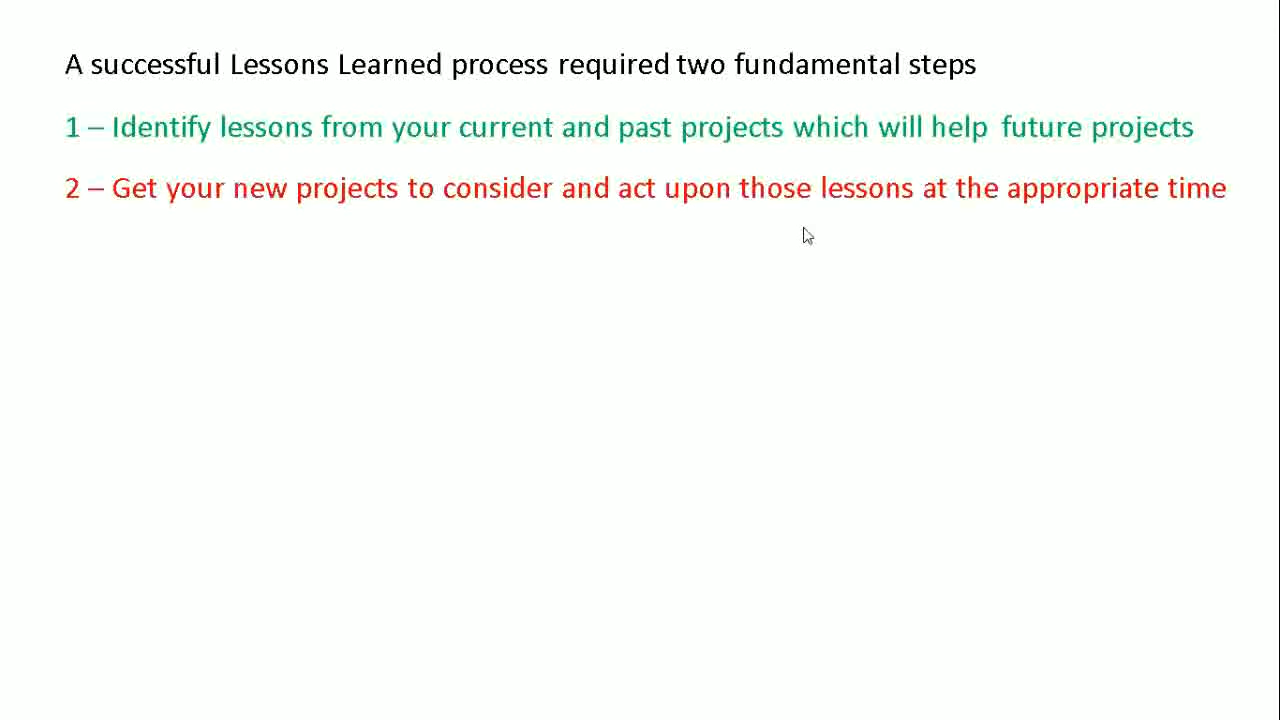 A successful Lessons Learned process required two fundamental steps
1 – Identify lessons from your current and past projects which will help future projects
2 – Get your new projects to consider and act upon those lessons at the appropriate time